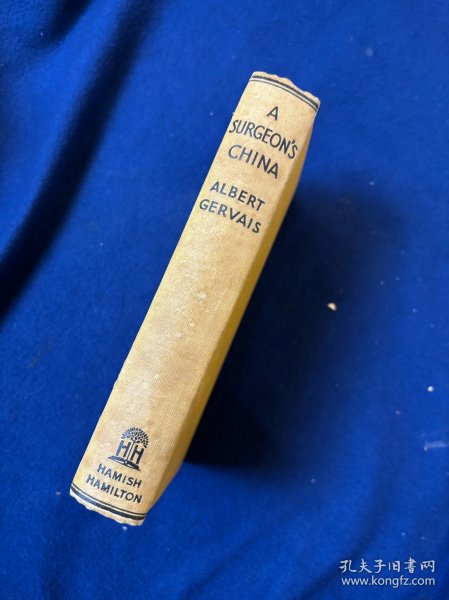 A
SURGEON'S
CHINA
ALBERT
GERVAIS
HH
HAMISH
HAMILTON
孔夫子旧书网
www.kongfz.com